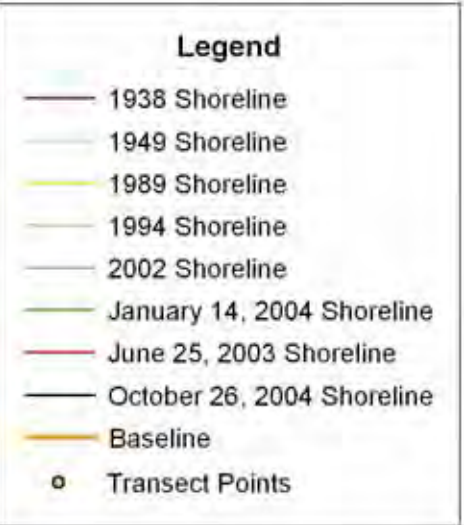 Legend
1938 Shoreline
1949 Shoreline
1989 Shoreline
1994 Shoreline
2002 Shoreline
January 14, 2004 Shoreline
June 25, 2003 Shoreline
October 26, 2004 Shoreline
Baseline
Transect Points